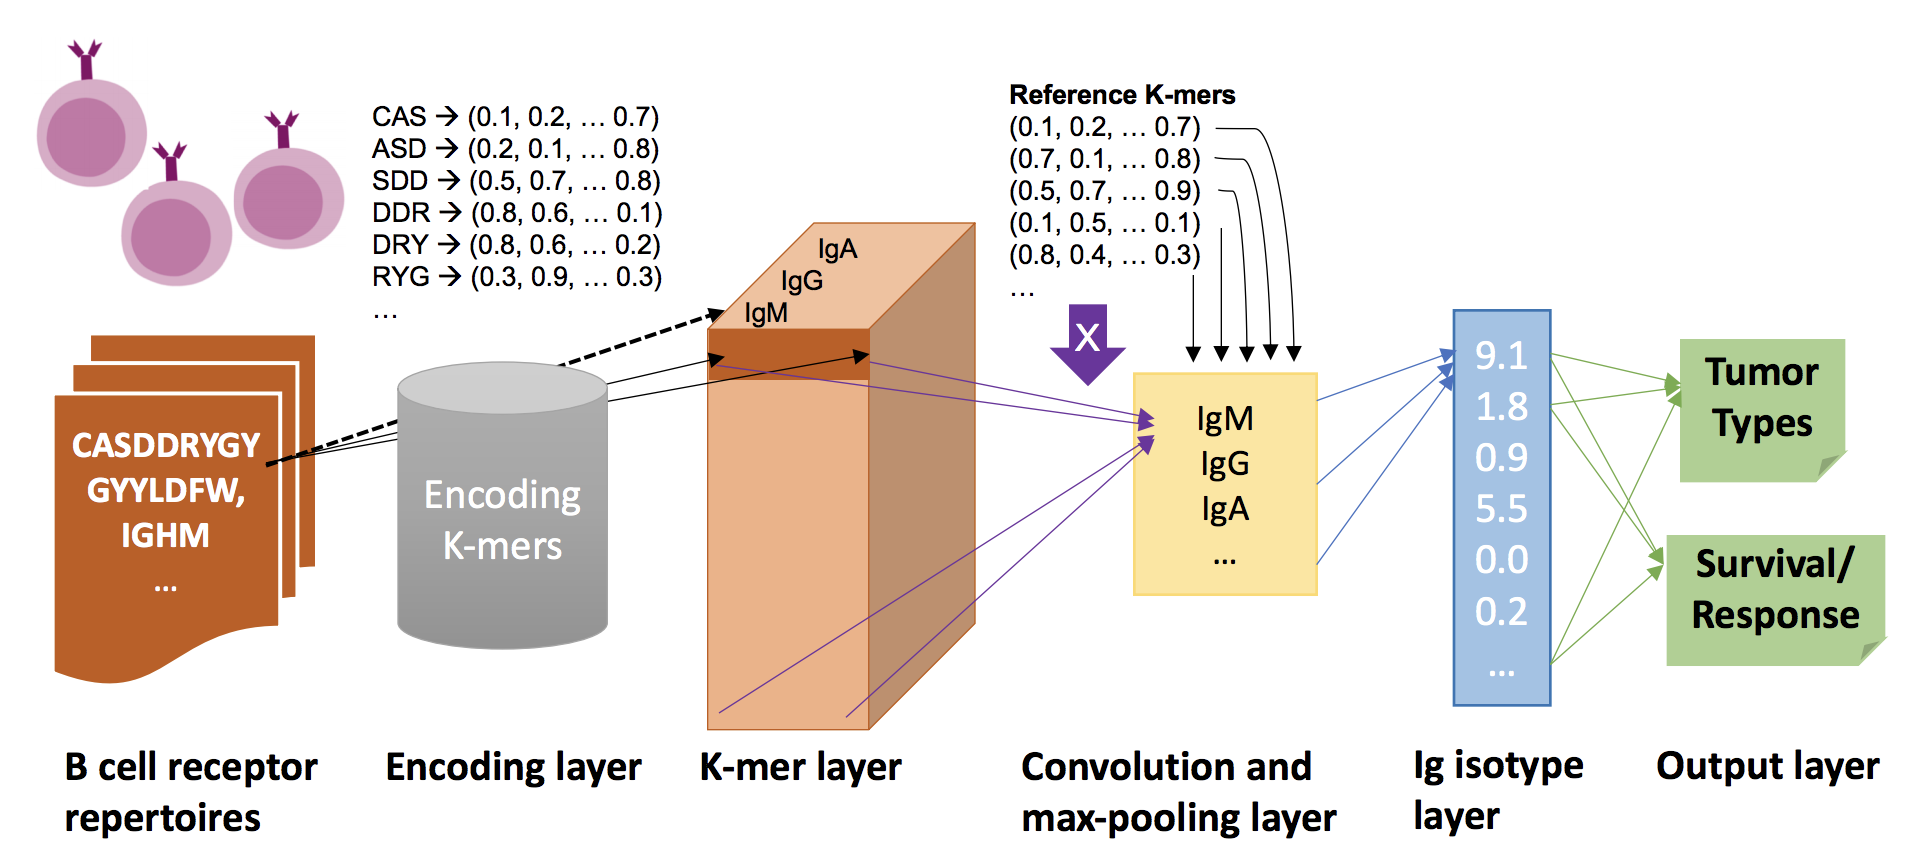 CAS → (0.1, 0.2, … 0.7)
ASD → (0.2, 0.1, … 0.8)
SDD → (0.5, 0.7, … 0.8)
DDR → (0.8, 0.6, … 0.1)
DRY → (0.8, 0.6, … 0.2)
RYG → (0.3, 0.9, … 0.3)
…
Reference K-mers
(0.1, 0.2, … 0.7)
(0.7, 0.1, … 0.8)
(0.5, 0.7, … 0.9)
(0.1, 0.5, … 0.1)
(0.8, 0.4, … 0.3)
…
X
CASDDRYGY
GYYLDFW,
IGHM
…
Encoding
K-mers
IgA
IgG
IgM
IgM
IgG
IgA
…
9.1
1.8
0.9
5.5
0.0
0.2
…
Tumor
Types
Survival/
Response
B cell receptor
repertoires
Encoding layer
K-mer layer
Convolution and
max-pooling layer
Ig isotype
layer
Output layer